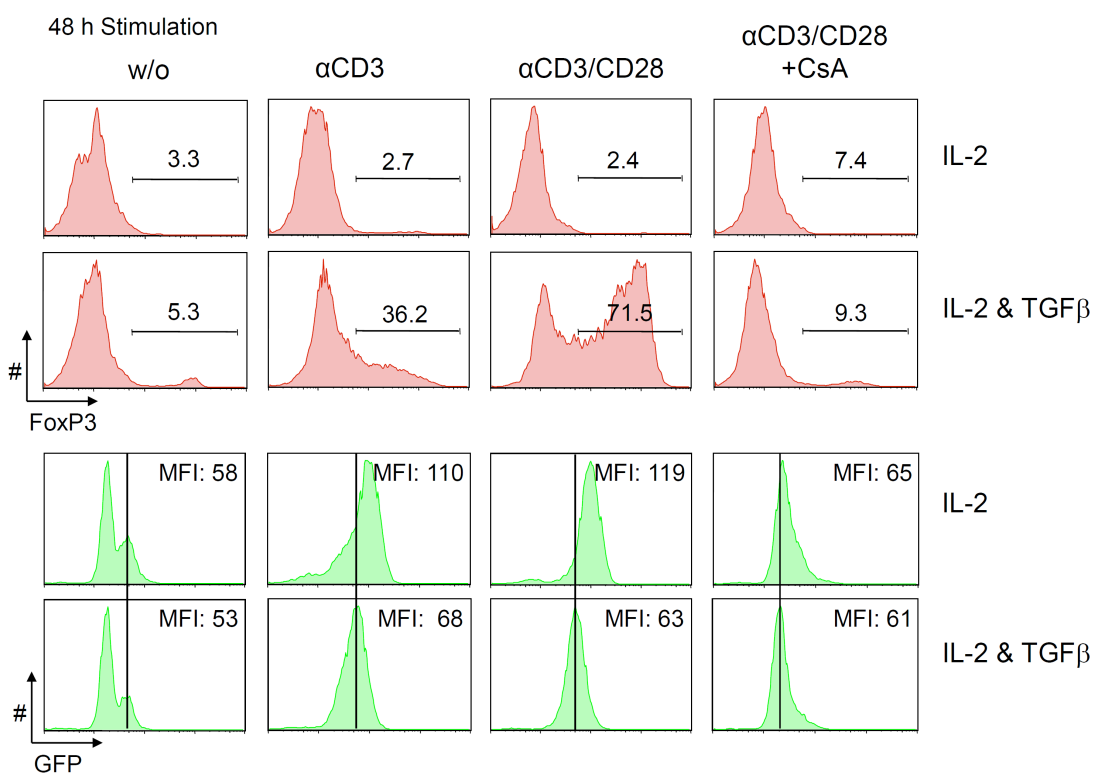 48 h Stimulation
w/o
αCD3
αCD3/CD28
αCD3/CD28
+CsA
3.3
2.7
2.4
7.4
IL-2
5.3
36.2
71.5
9.3
IL-2 & TGFβ
#
FoxP3
MFI: 58
MFI: 110
MFI: 119
MFI: 65
IL-2
MFI: 53
MFI: 68
MFI: 63
MFI: 61
IL-2 & TGFβ
#
GFP